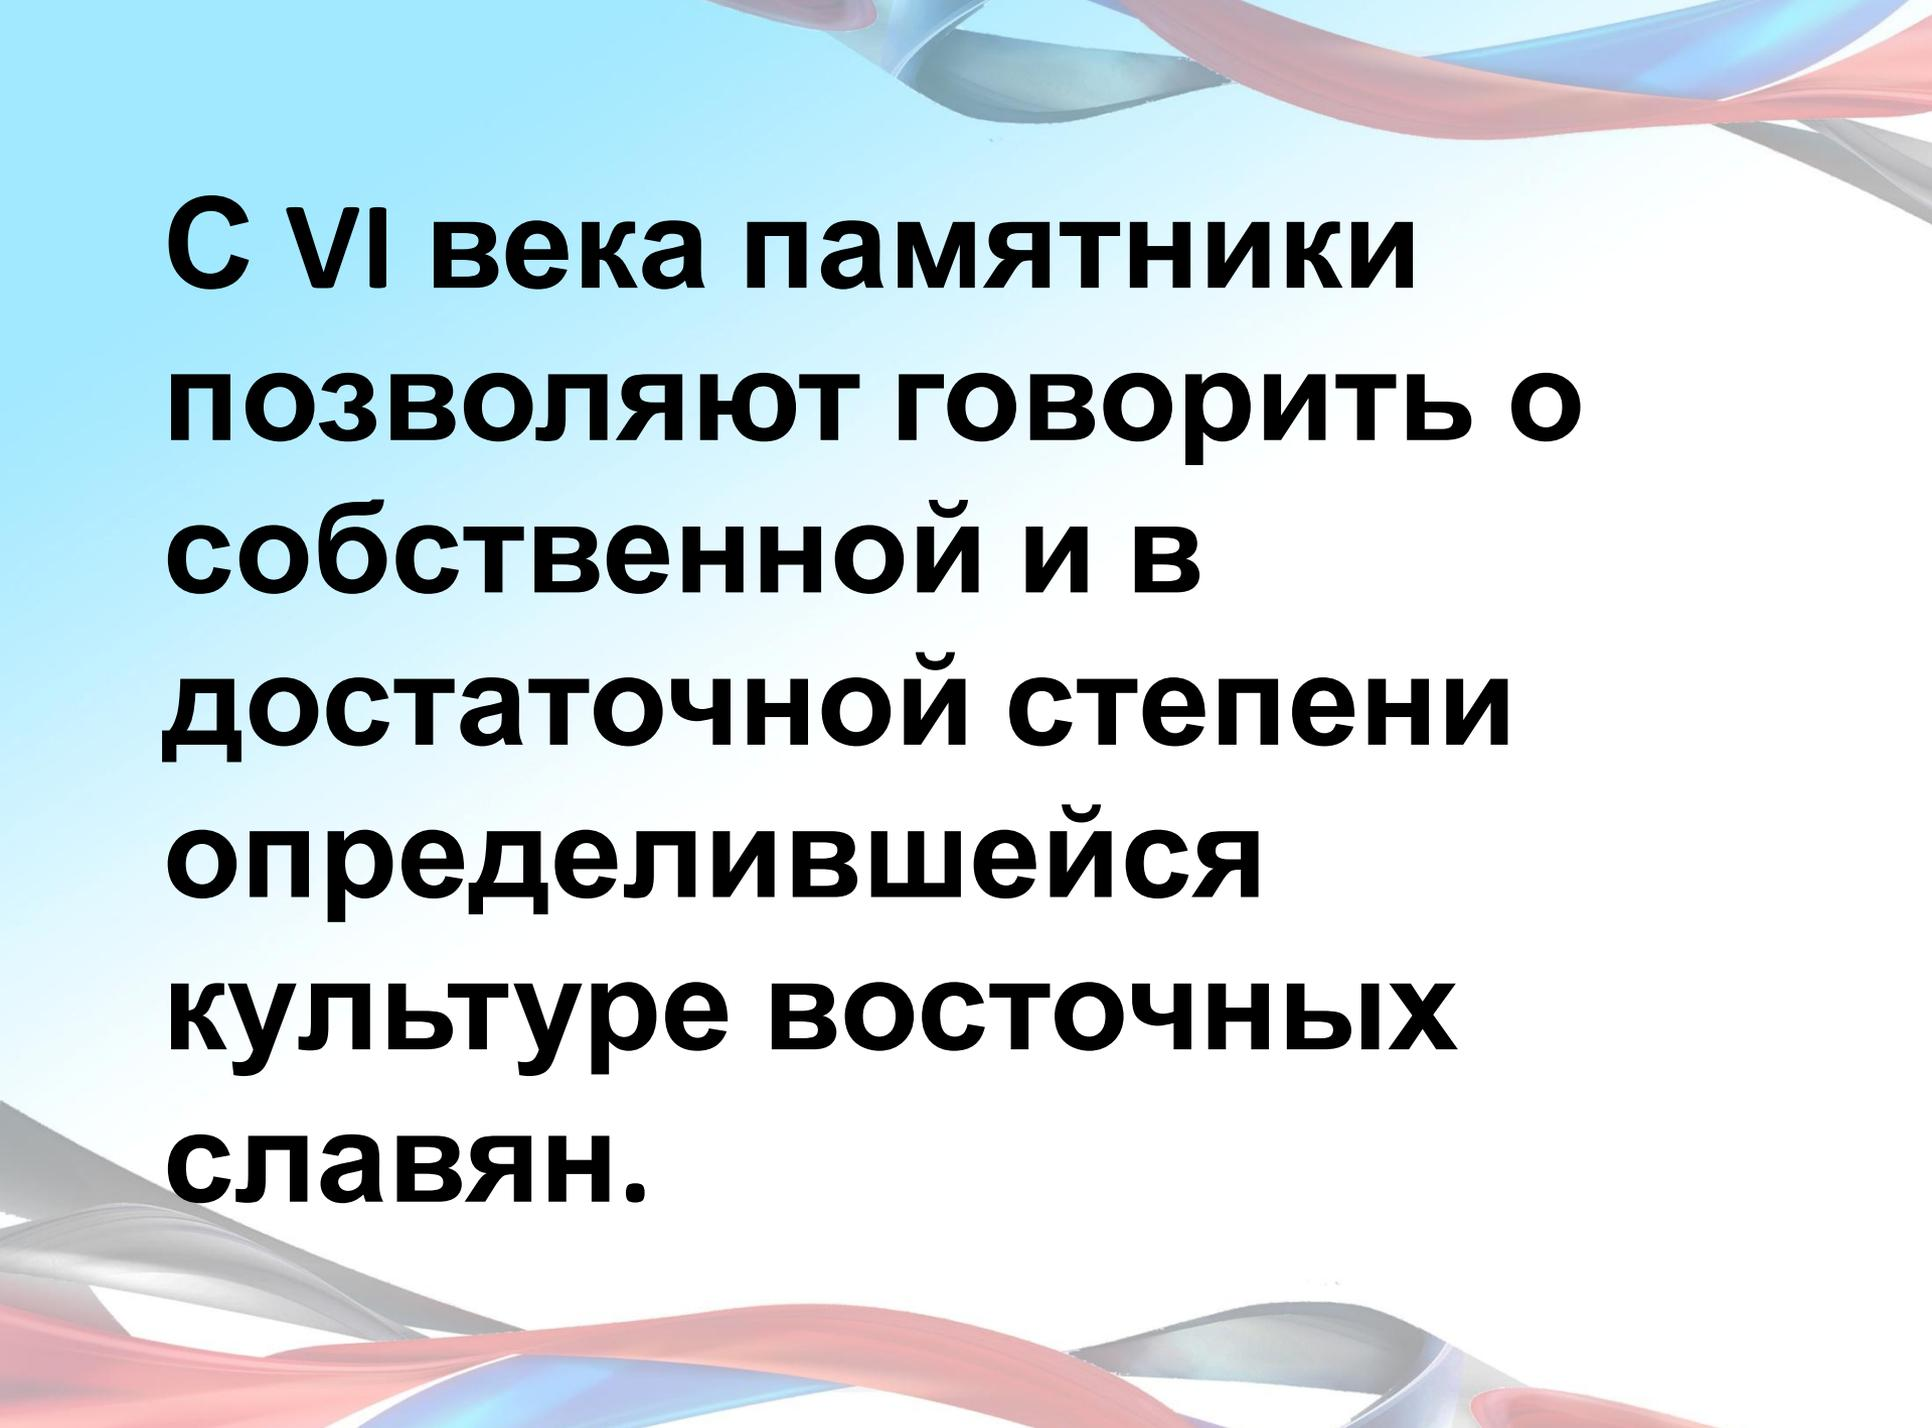 С VI века памятники
позволяют говорить о
собственной и в
достаточной степени
определившейся
культуре восточных
славян.